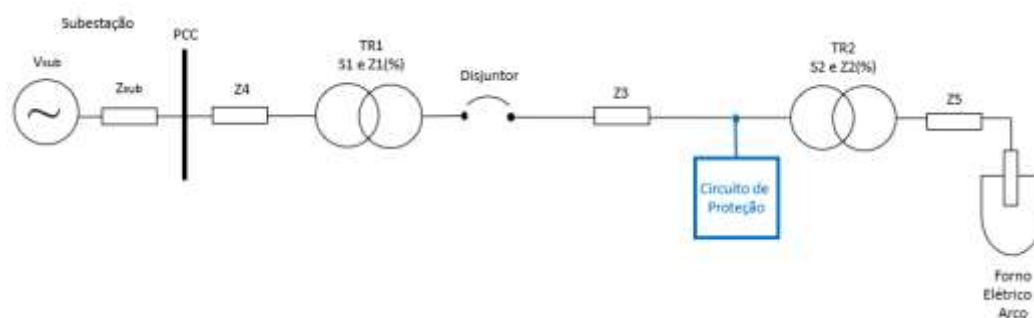 Subestação
PCC
Vsub
Zsub
Z4
TR1
S1 e Z1(%)
Disjuntor
Z3
TR2
S2 e Z2(%)
Z5
Circuito de
Proteção
Forno
Elétrico
Arco